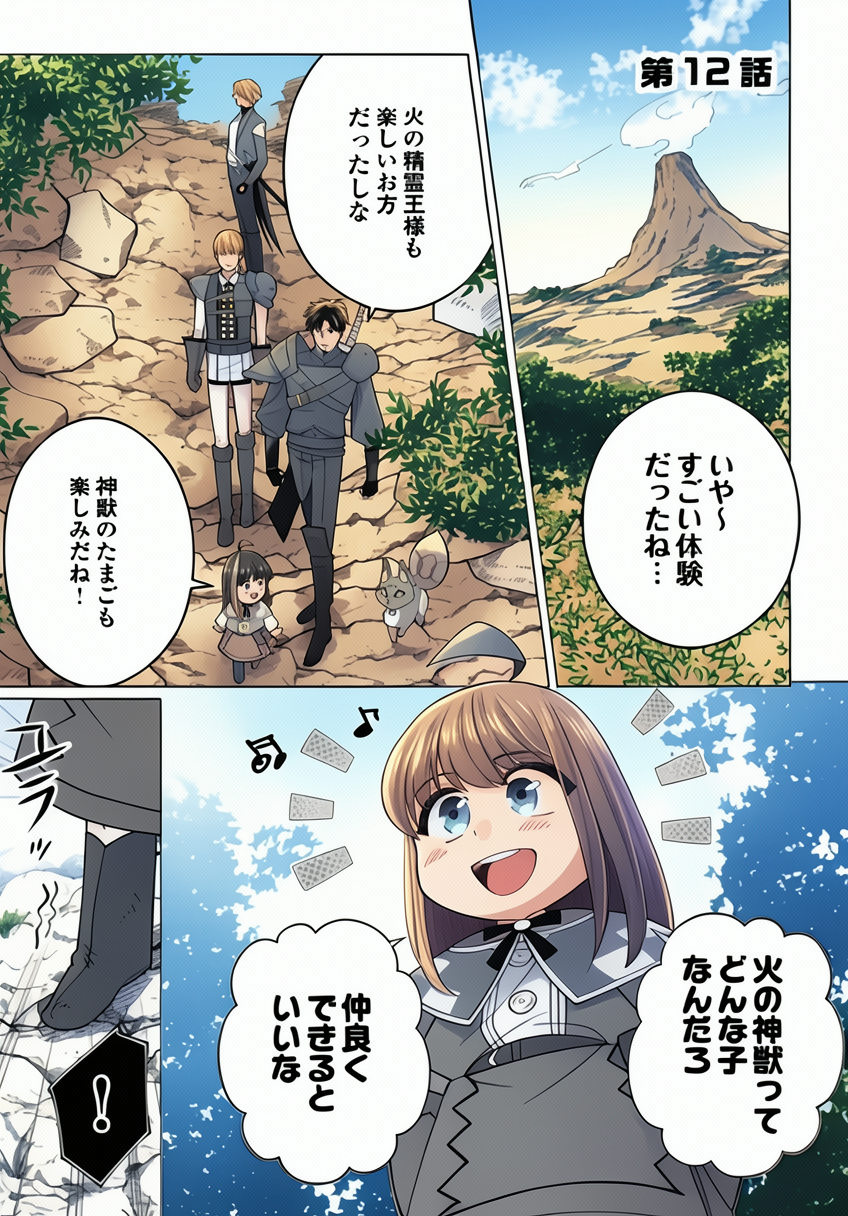 第12話
いや〜
すごい体験
だったね…
火の精霊王様も
楽しいお方
だったしな
神獣のたまごも
楽しみだね！
火の神獣って
どんな子
なんだろ
仲良く
できると
いいな
ユラッ
！